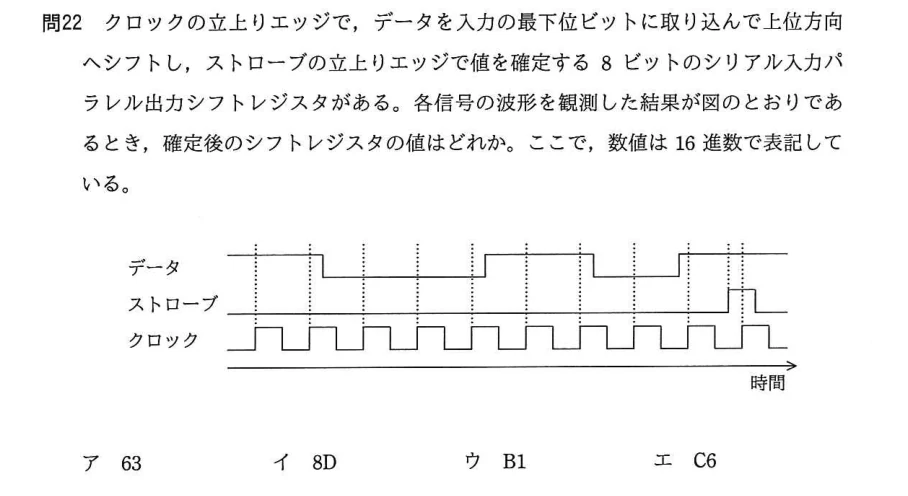 問22 クロックの立上りエッジで，データを入力の最下位ビットに取り込んで上位方向
へシフトし，ストローブの立上りエッジで値を確定する 8 ビットのシリアル入力パ
ラレル出力シフトレジスタがある。各信号の波形を観測した結果が図のとおりであ
るとき，確定後のシフトレジスタの値はどれか。ここで，数値は 16 進数で表記して
いる。
データ
ストローブ
クロック
時間
ア 63 イ 8D ウ B1 エ C6